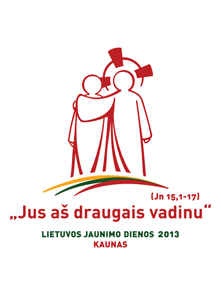 (Jn 15,1-17)
„Jus aš draugais vadinu“
LIETUVOS JAUNIMO DIENOS 2013
KAUNAS